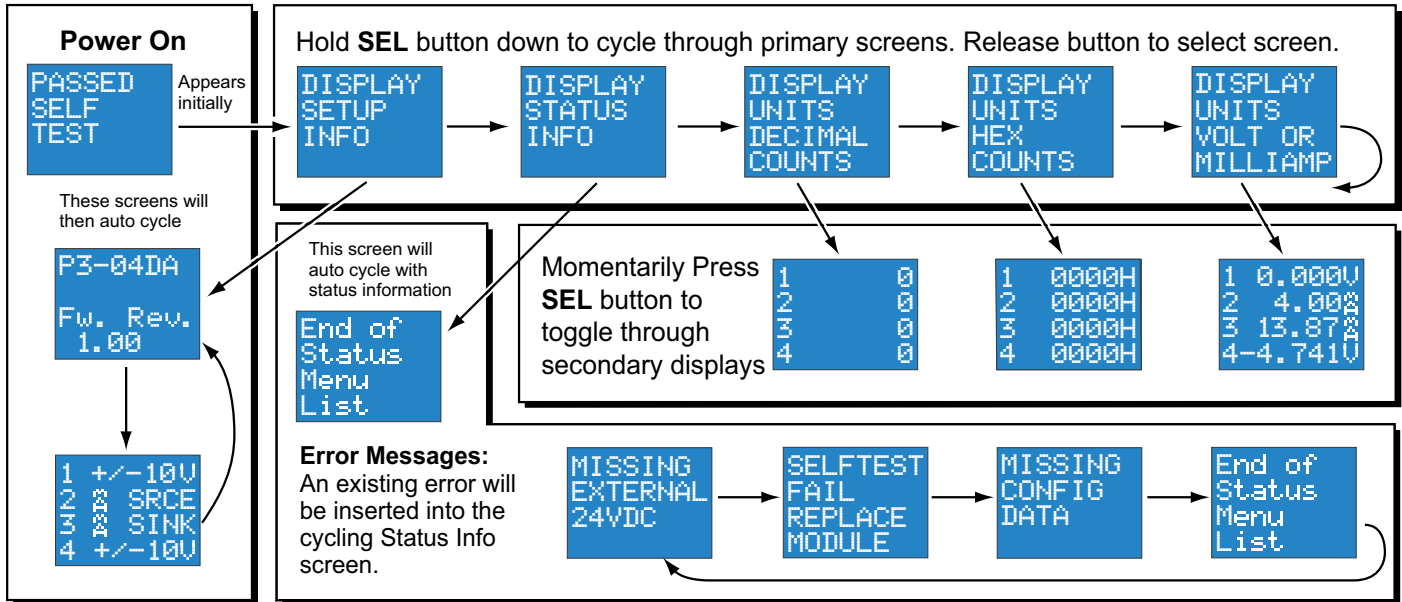 Power On
PASSED
SELF
TEST
Appears
initially
These screens will
then auto cycle
P3-04DA
Fw. Rev.
1.00
1 +/-10V
2 mA SRCE
3 mA SINK
4 +/-10V
Hold SEL button down to cycle through primary screens. Release button to select screen.
DISPLAY
SETUP
INFO
DISPLAY
STATUS
INFO
DISPLAY
UNITS
DECIMAL
COUNTS
DISPLAY
UNITS
HEX
COUNTS
DISPLAY
UNITS
VOLT OR
MILLIAMP
This screen will
auto cycle with
status information
End of
Status
Menu
List
Momentarily Press
SEL button to
toggle through
secondary displays
1 0
2 0
3 0
4 0
1 0000H
2 0000H
3 0000H
4 0000H
1 0.000V
2 4.00mA
3 13.87mA
4-4.741V
Error Messages:
An existing error will
be inserted into the
cycling Status Info
screen.
MISSING
EXTERNAL
24VDC
SELFTEST
FAIL
REPLACE
MODULE
MISSING
CONFIG
DATA
End of
Status
Menu
List